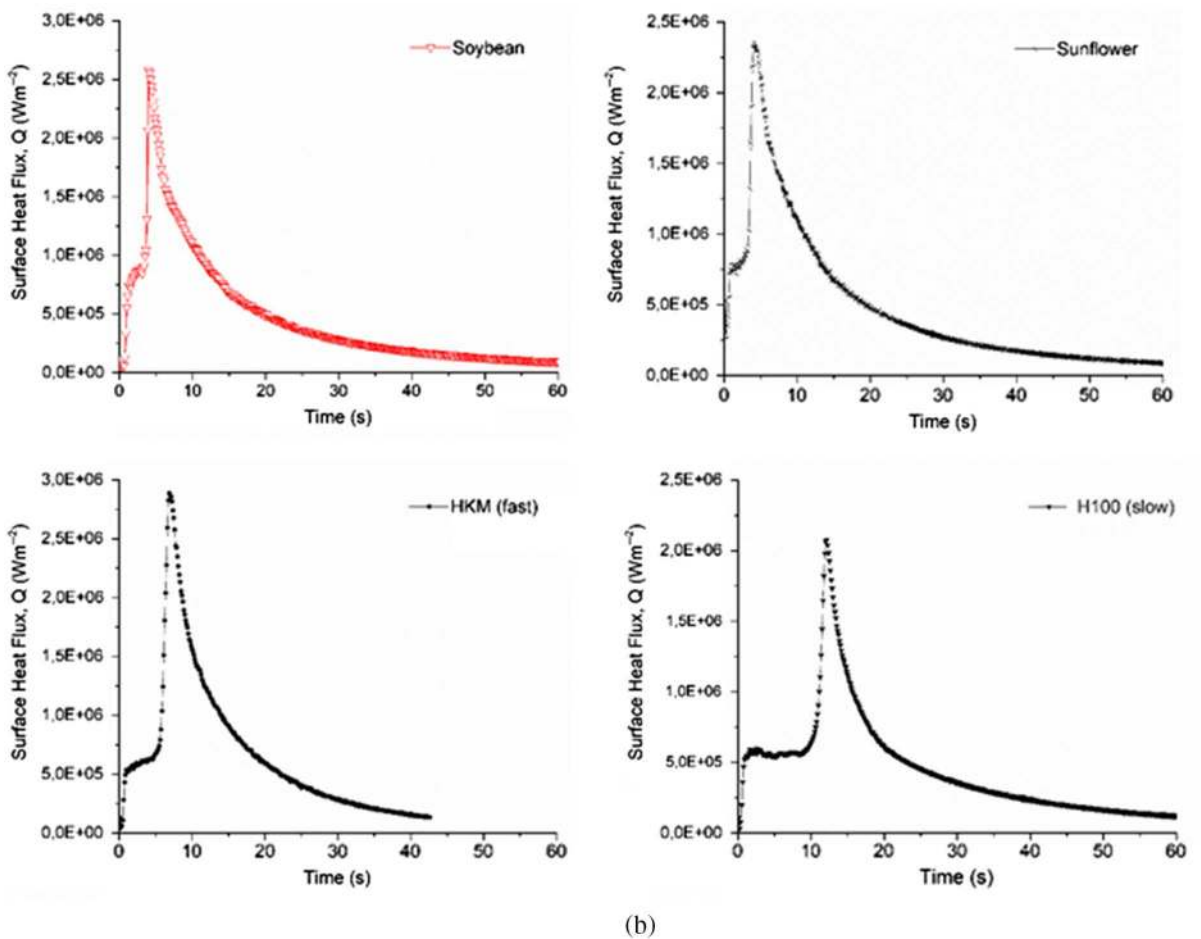 Soybean
Surface Heat Flux, Q (Wm⁻²)
3,0E+06
2,5E+06
2,0E+06
1,5E+06
1,0E+06
5,0E+05
0,0E+00
0 10 20 30 40 50 60
Time (s)
Sunflower
Surface Heat Flux, Q (Wm⁻²)
2,5E+06
2,0E+06
1,5E+06
1,0E+06
5,0E+05
0,0E+00
0 10 20 30 40 50 60
Time (s)
HKM (fast)
Surface Heat Flux, Q (Wm⁻²)
3,0E+06
2,5E+06
2,0E+06
1,5E+06
1,0E+06
5,0E+05
0,0E+00
0 10 20 30 40 50 60
Time (s)
H100 (slow)
Surface Heat Flux, Q (Wm⁻²)
2,5E+06
2,0E+06
1,5E+06
1,0E+06
5,0E+05
0,0E+00
0 10 20 30 40 50 60
Time (s)
(b)